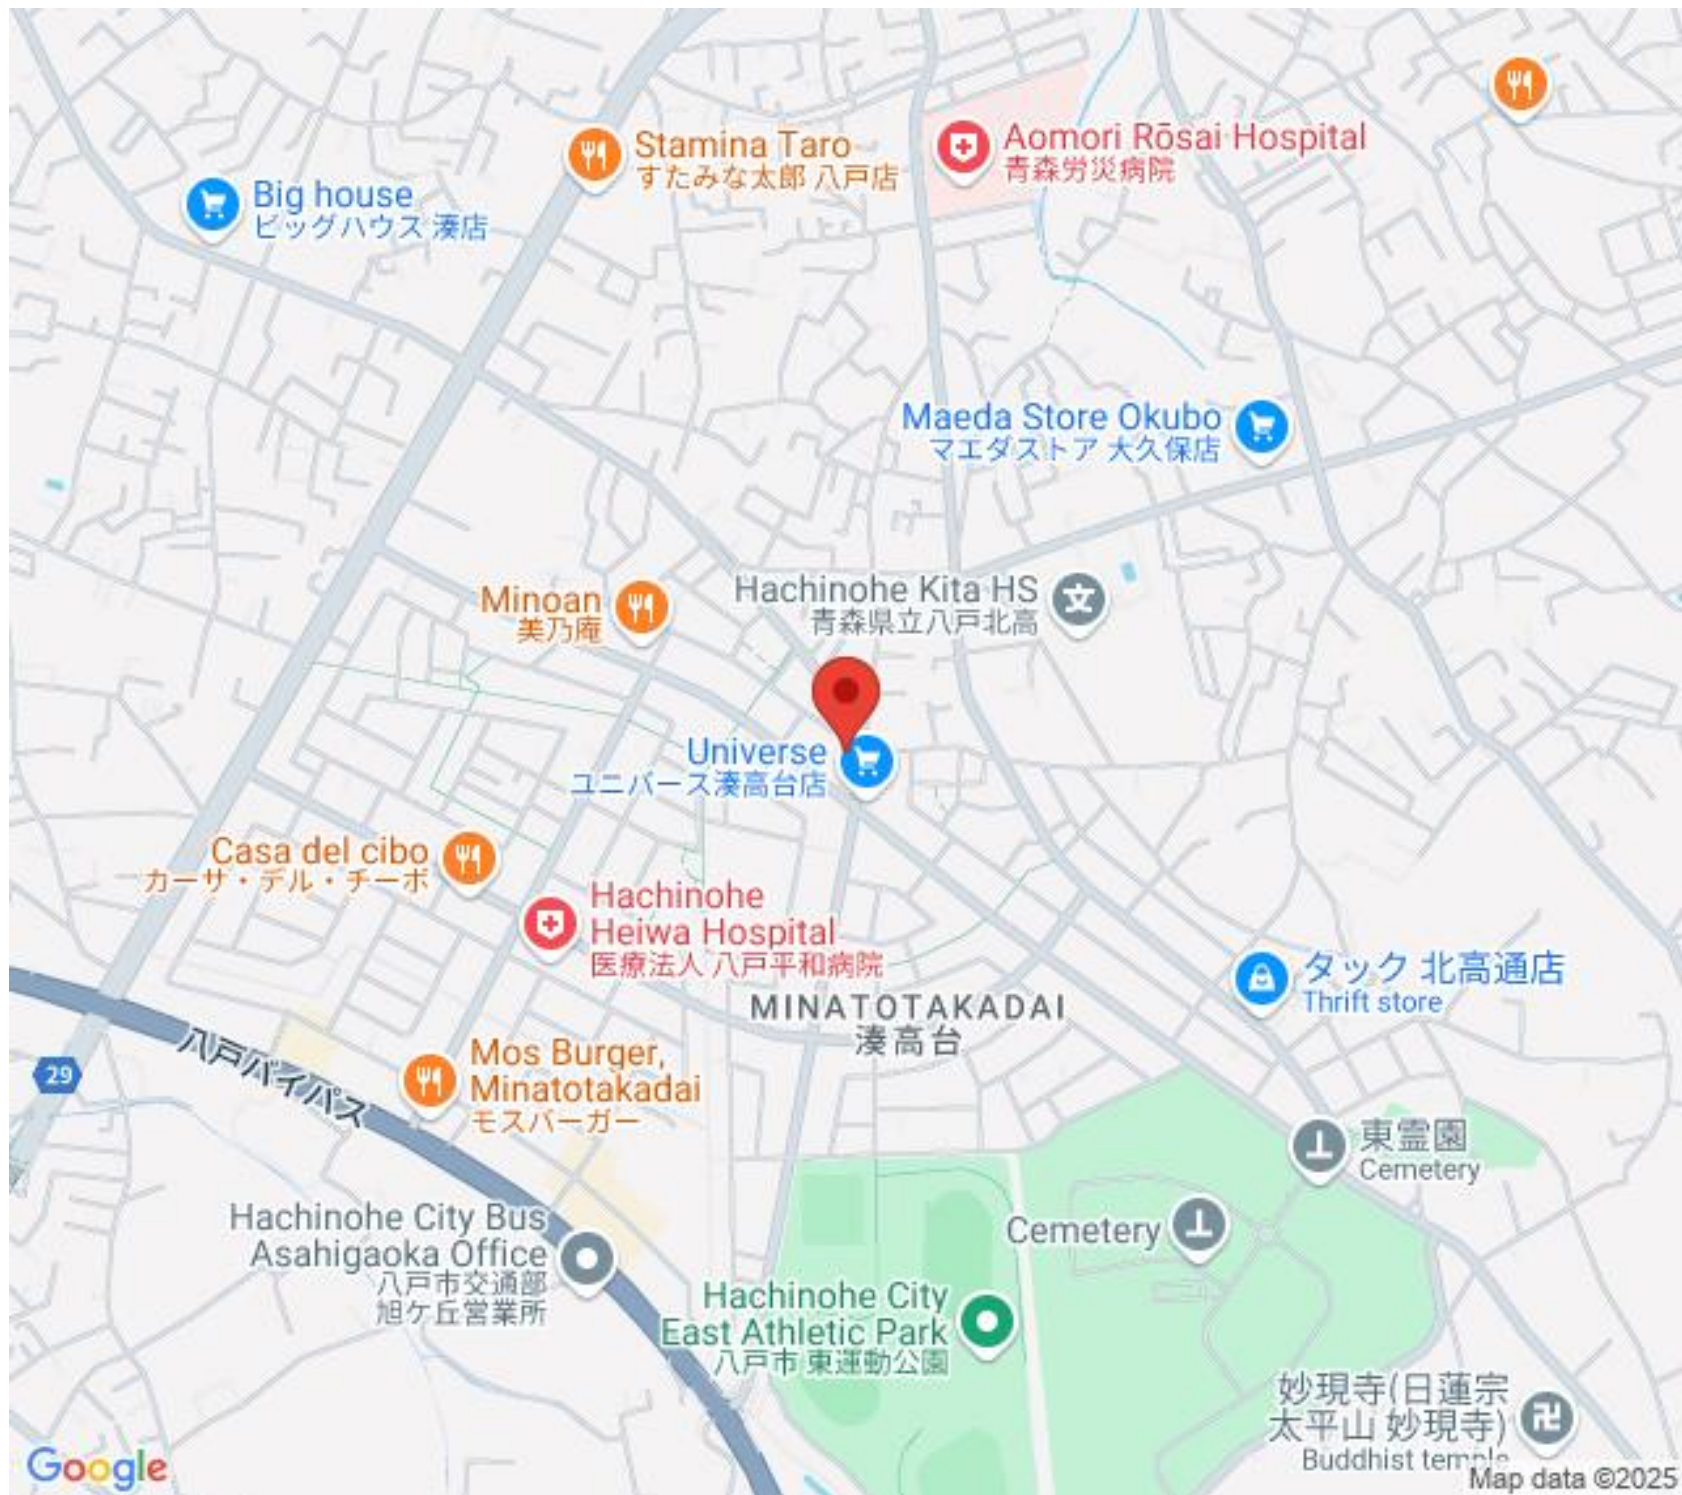 Stamina Taro
すたみな太郎 八戸店
Aomori Rōsai Hospital
青森労災病院
Big house
ビッグハウス 湊店
Maeda Store Okubo
マエダストア 大久保店
Minoan
美乃庵
Hachinohe Kita HS
青森県立八戸北高
文
Universe
ユニバース湊高台店
Casa del cibo
カーサ・デル・チーボ
Hachinohe
Heiwa Hospital
医療法人 八戸平和病院
タック 北高通店
Thrift store
MINATOTAKADAI
湊高台
八戸バイパス
29
Mos Burger,
Minatotakadai
モスバーガー
東霊園
Cemetery
Cemetery
Hachinohe City Bus
Asahigaoka Office
八戸市交通部
旭ケ丘営業所
Hachinohe City
East Athletic Park
八戸市 東運動公園
妙現寺(日蓮宗
太平山 妙現寺)
Buddhist temple
Google
Map data ©2025